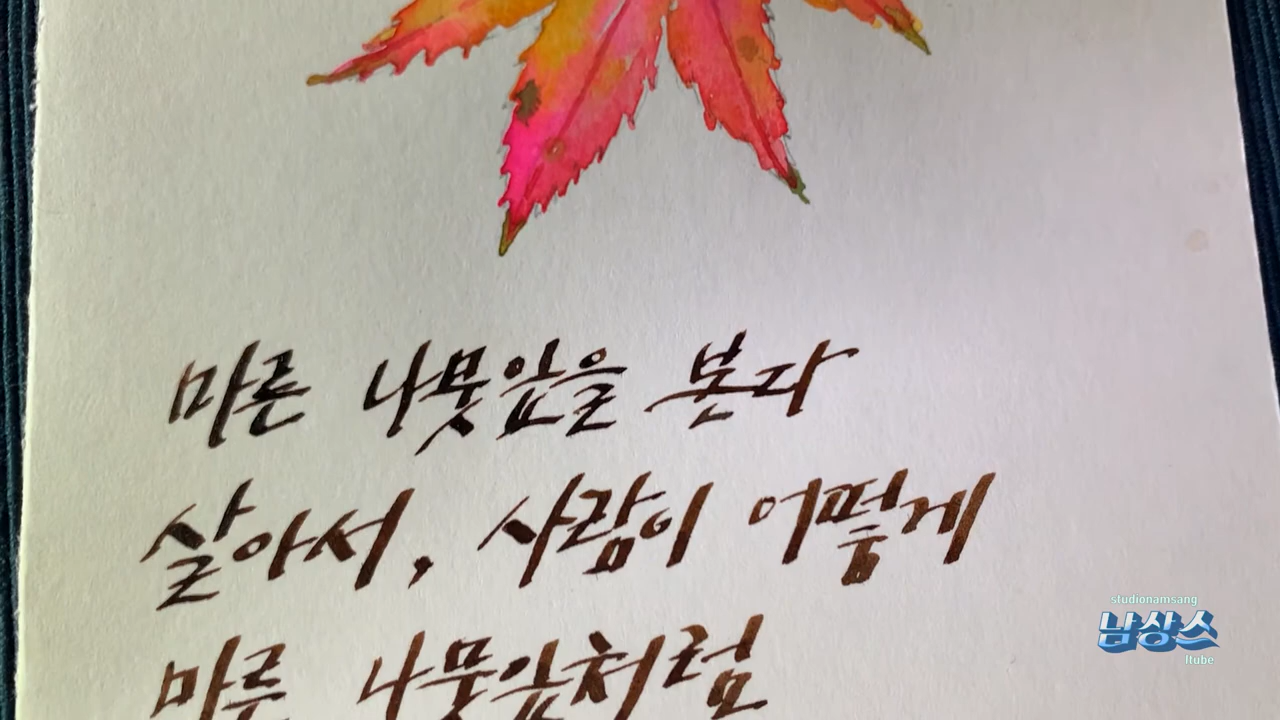 마른 나뭇잎을 본다
살아서, 사람이 어떻게
마른 나뭇잎처럼
studionamsang
남상스
Itube